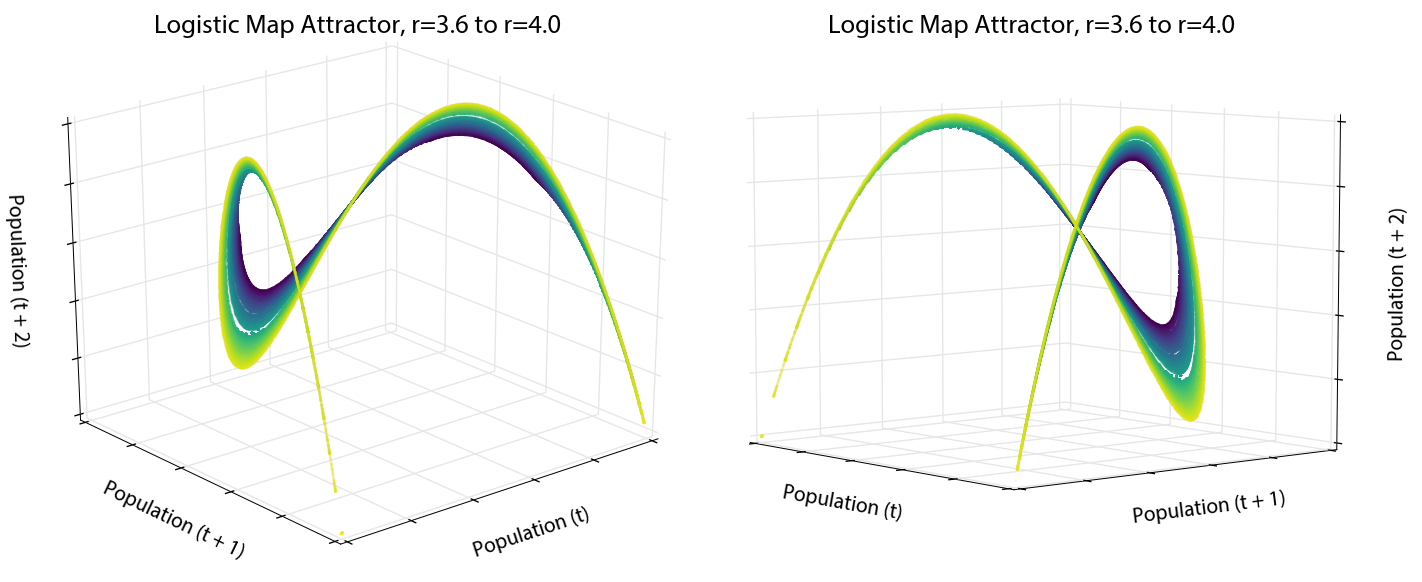 Logistic Map Attractor, r=3.6 to r=4.0
Population (t + 2)
Population (t + 1)
Population (t)
Logistic Map Attractor, r=3.6 to r=4.0
Population (t)
Population (t + 1)
Population (t + 2)